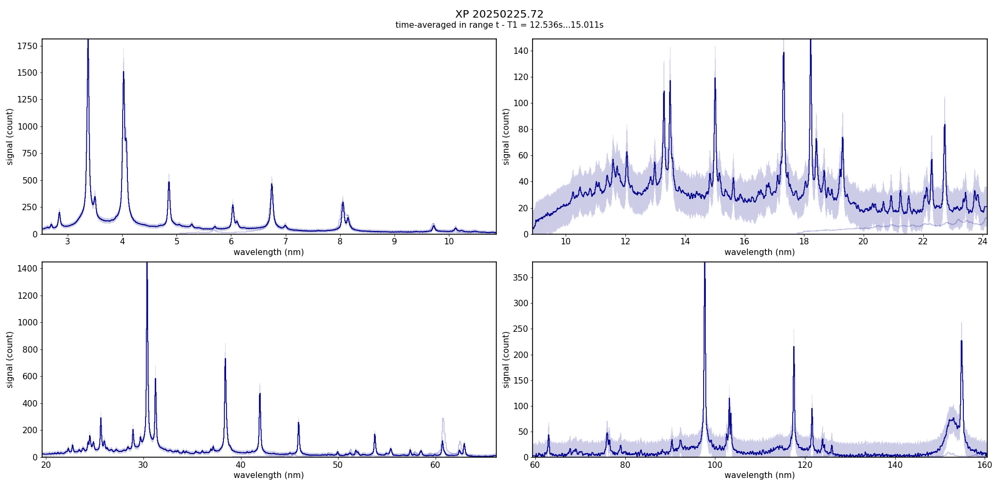 XP 20250225.72
time-averaged in range t - T1 = 12.536s...15.011s
signal (count)
1750
1500
1250
1000
750
500
250
0
3 4 5 6 7 8 9 10
wavelength (nm)
signal (count)
140
120
100
80
60
40
20
0
10 12 14 16 18 20 22 24
wavelength (nm)
signal (count)
1400
1200
1000
800
600
400
200
0
20 30 40 50 60
wavelength (nm)
signal (count)
350
300
250
200
150
100
50
0
60 80 100 120 140 160
wavelength (nm)